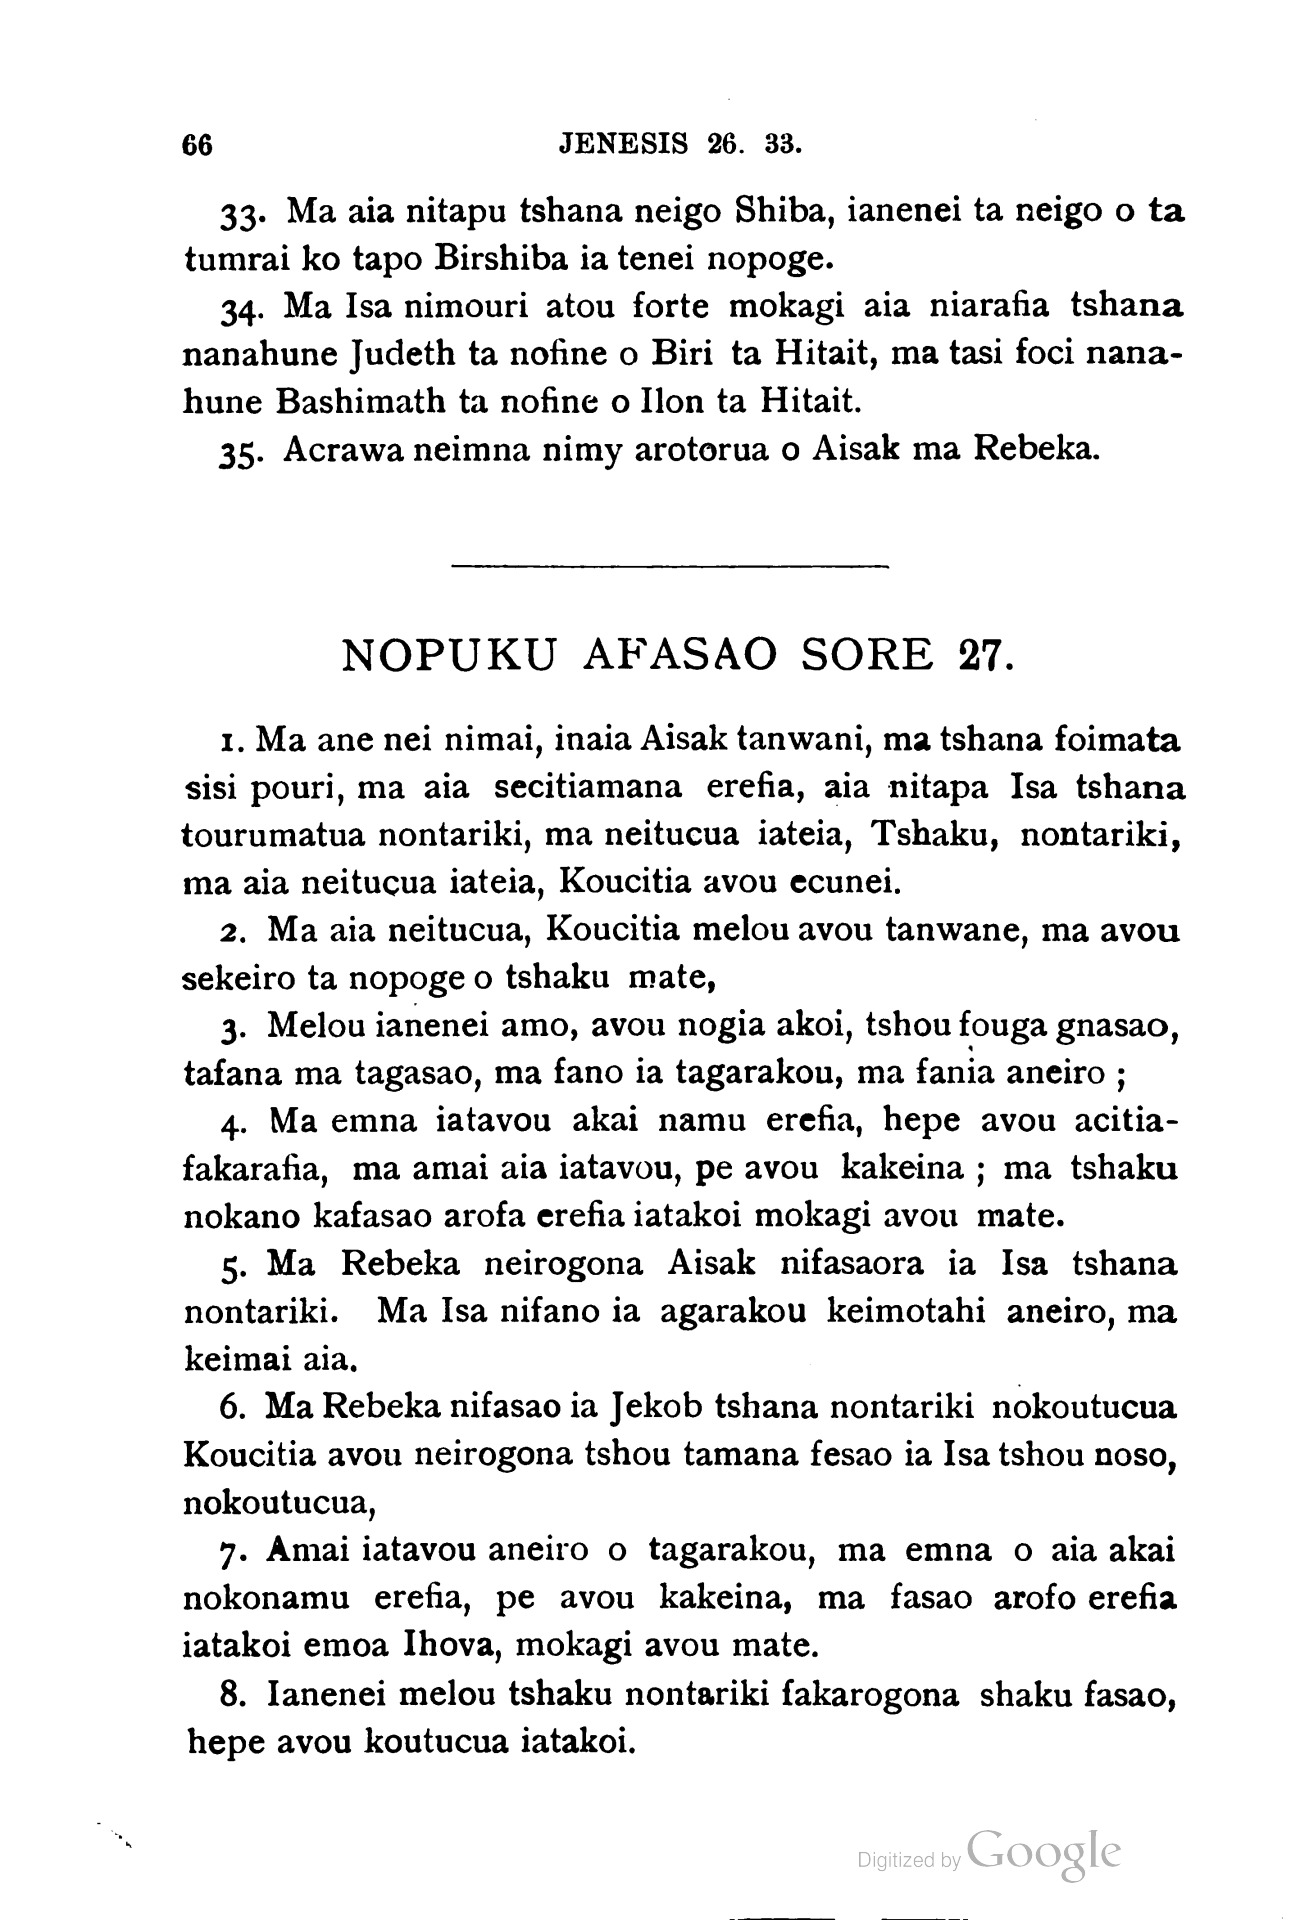 66 JENESIS 26. 33.
33. Ma aia nitapu tshana neigo Shiba, ianenei ta neigo o ta
tumrai ko tapo Birshiba ia tenei nopoge.
34. Ma Isa nimouri atou forte mokagi aia niarafia tshana
nanahune Judeth ta nofine o Biri ta Hitait, ma tasi foci nana-
hune Bashimath ta nofine o Ilon ta Hitait.
35. Acrawa neimna nimy arotorua o Aisak ma Rebeka.
NOPUKU AFASAO SORE 27.
1. Ma ane nei nimai, inaia Aisak tanwani, ma tshana foimata
sisi pouri, ma aia secitiamana erefia, aia nitapa Isa tshana
tourumatua nontariki, ma neitucua iateia, Tshaku, nontariki,
ma aia neitucua iateia, Koucitia avou ecunei.
2. Ma aia neitucua, Koucitia melou avou tanwane, ma avou
sekeiro ta nopoge o tshaku mate,
3. Melou ianenei amo, avou nogia akoi, tshou fouga gnasao,
tafana ma tagasao, ma fano ia tagarakou, ma fania aneiro ;
4. Ma emna iatavou akai namu erefia, hepe avou acitia-
fakarafia, ma amai aia iatavou, pe avou kakeina ; ma tshaku
nokano kafasao arofa erefia iatakoi mokagi avou mate.
5. Ma Rebeka neirogona Aisak nifasaora ia Isa tshana
nontariki. Ma Isa nifano ia agarakou keimotahi aneiro, ma
keimai aia.
6. Ma Rebeka nifasao ia Jekob tshana nontariki nokoutucua
Koucitia avou neirogona tshou tamana fesao ia Isa tshou noso,
nokoutucua,
7. Amai iatavou aneiro o tagarakou, ma emna o aia akai
nokonamu erefia, pe avou kakeina, ma fasao arofo erefia
iatakoi emoa Ihova, mokagi avou mate.
8. Ianenei melou tshaku nontariki fakarogona shaku fasao,
hepe avou koutucua iatakoi.
Digitized by Google